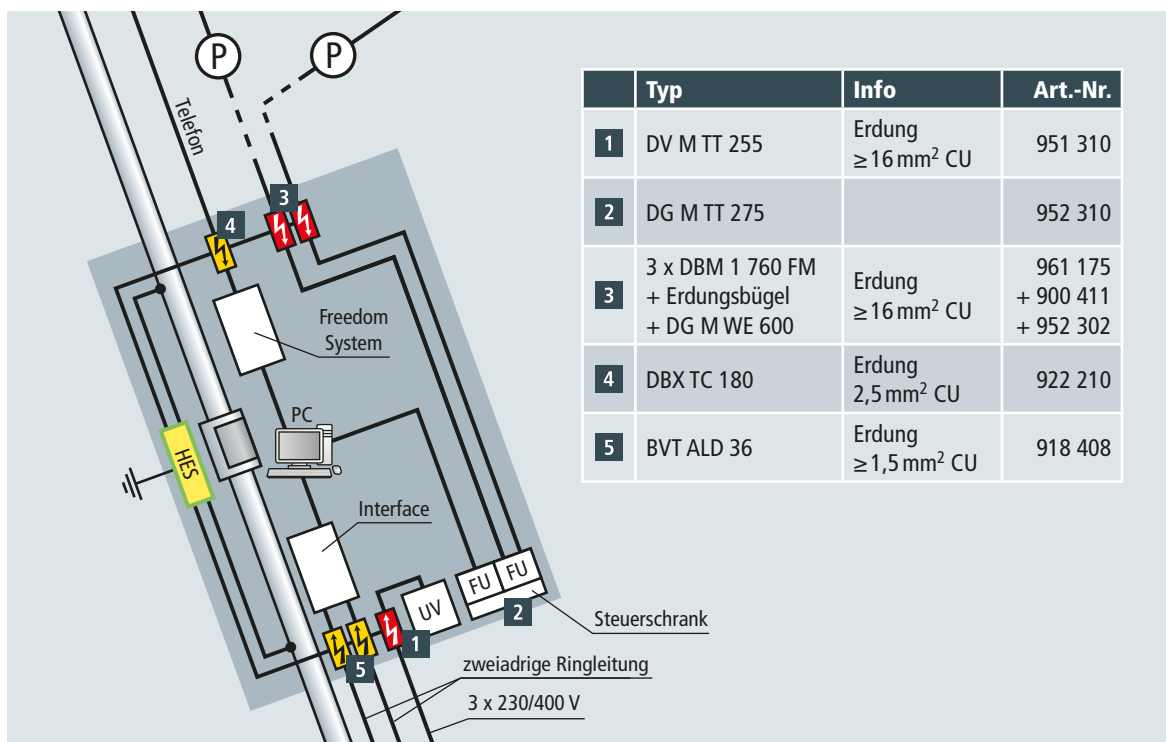 P
P
Telefon
3
4
Freedom
System
PC
HES
Interface
FU
FU
UV
2
1
5
Steuerschrank
zweiadrige Ringleitung
3 x 230/400 V
Typ Info Art.-Nr.
1 DV M TT 255 Erdung
≥16 mm² CU 951 310
2 DG M TT 275 952 310
3 3 x DBM 1 760 FM
+ Erdungsbügel
+ DG M WE 600 Erdung
≥16 mm² CU 961 175
+ 900 411
+ 952 302
4 DBX TC 180 Erdung
2,5 mm² CU 922 210
5 BVT ALD 36 Erdung
≥1,5 mm² CU 918 408